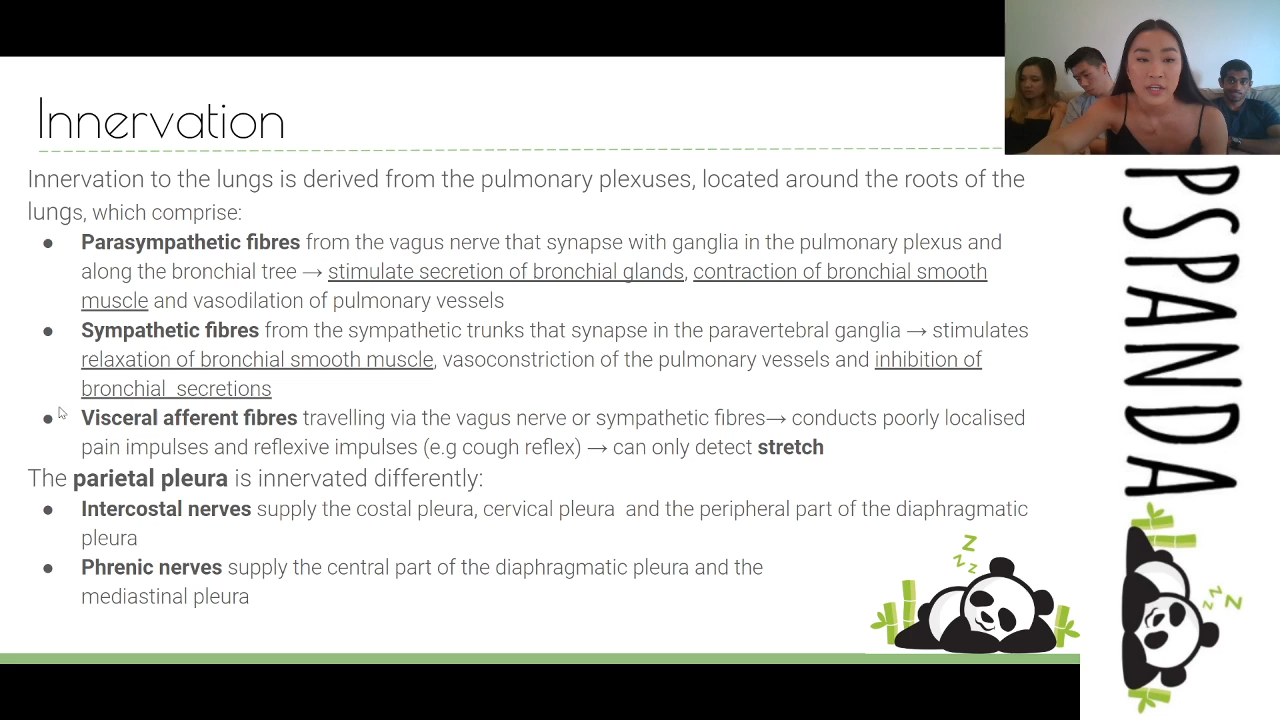 Innervation
Innervation to the lungs is derived from the pulmonary plexuses, located around the roots of the
lungs, which comprise:
● Parasympathetic fibres from the vagus nerve that synapse with ganglia in the pulmonary plexus and
along the bronchial tree → stimulate secretion of bronchial glands, contraction of bronchial smooth
muscle and vasodilation of pulmonary vessels
● Sympathetic fibres from the sympathetic trunks that synapse in the paravertebral ganglia → stimulates
relaxation of bronchial smooth muscle, vasoconstriction of the pulmonary vessels and inhibition of
bronchial  secretions
● Visceral afferent fibres travelling via the vagus nerve or sympathetic fibres→ conducts poorly localised
pain impulses and reflexive impulses (e.g cough reflex) → can only detect stretch
The parietal pleura is innervated differently:
● Intercostal nerves supply the costal pleura, cervical pleura  and the peripheral part of the diaphragmatic
pleura
● Phrenic nerves supply the central part of the diaphragmatic pleura and the
mediastinal pleura
z
z z
PSPANDA
z z z